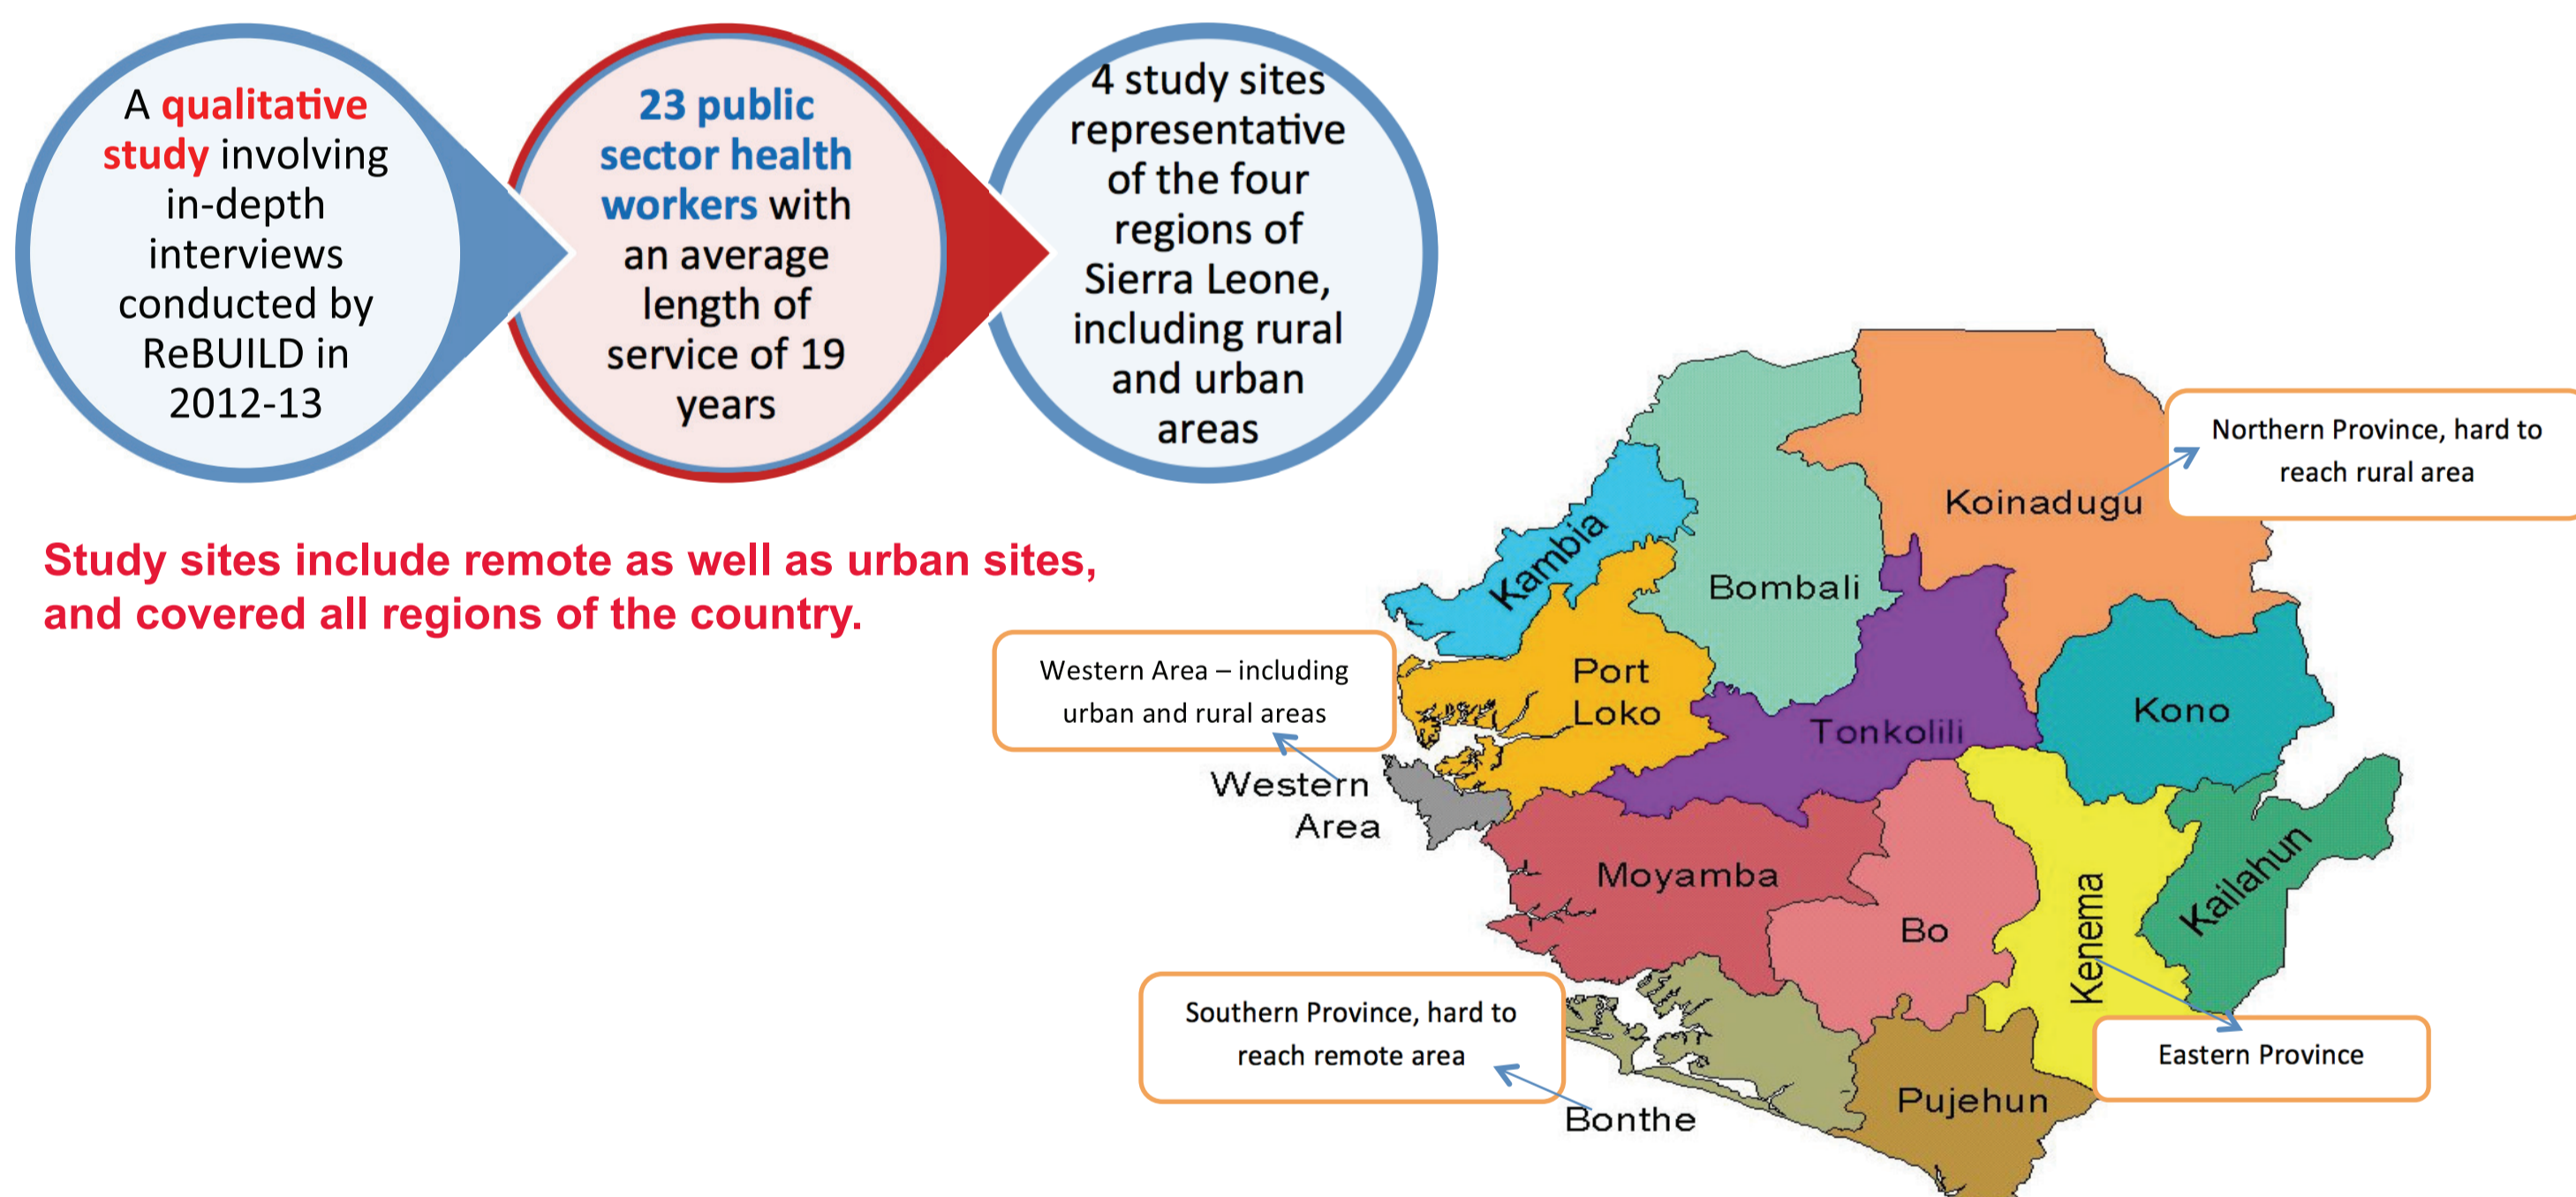 A qualitative
study involving
in-depth
interviews
conducted by
ReBUILD in
2012-13
23 public
sector health
workers with
an average
length of
service of 19
years
4 study sites
representative
of the four
regions of
Sierra Leone,
including rural
and urban
areas
Study sites include remote as well as urban sites,
and covered all regions of the country.
Northern Province, hard to
reach rural area
Koinadugu
Kambia
Bombali
Western Area – including
urban and rural areas
Port
Loko
Tonkolili
Kono
Western
Area
Moyamba
Bo
Kenema
Kailahun
Southern Province, hard to
reach remote area
Eastern Province
Bonthe
Pujehun